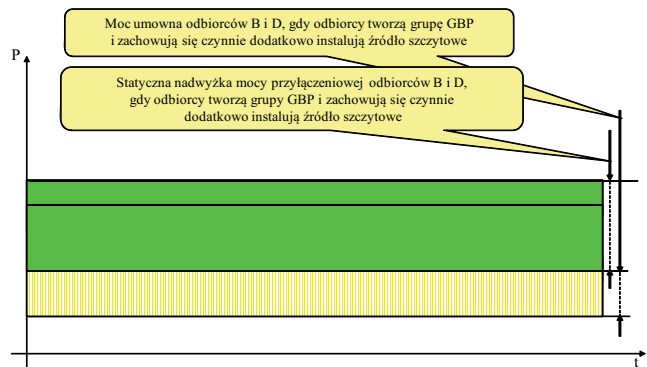 Moc umowna odbiorców B i D, gdy odbiorcy tworzą grupę GBP
i zachowują się czynnie dodatkowo instalują źródło szczytowe
P
Statyczna nadwyżka mocy przyłączeniowej odbiorców B i D,
gdy odbiorcy tworzą grupy GBP i zachowują się czynnie
dodatkowo instalują źródło szczytowe
t